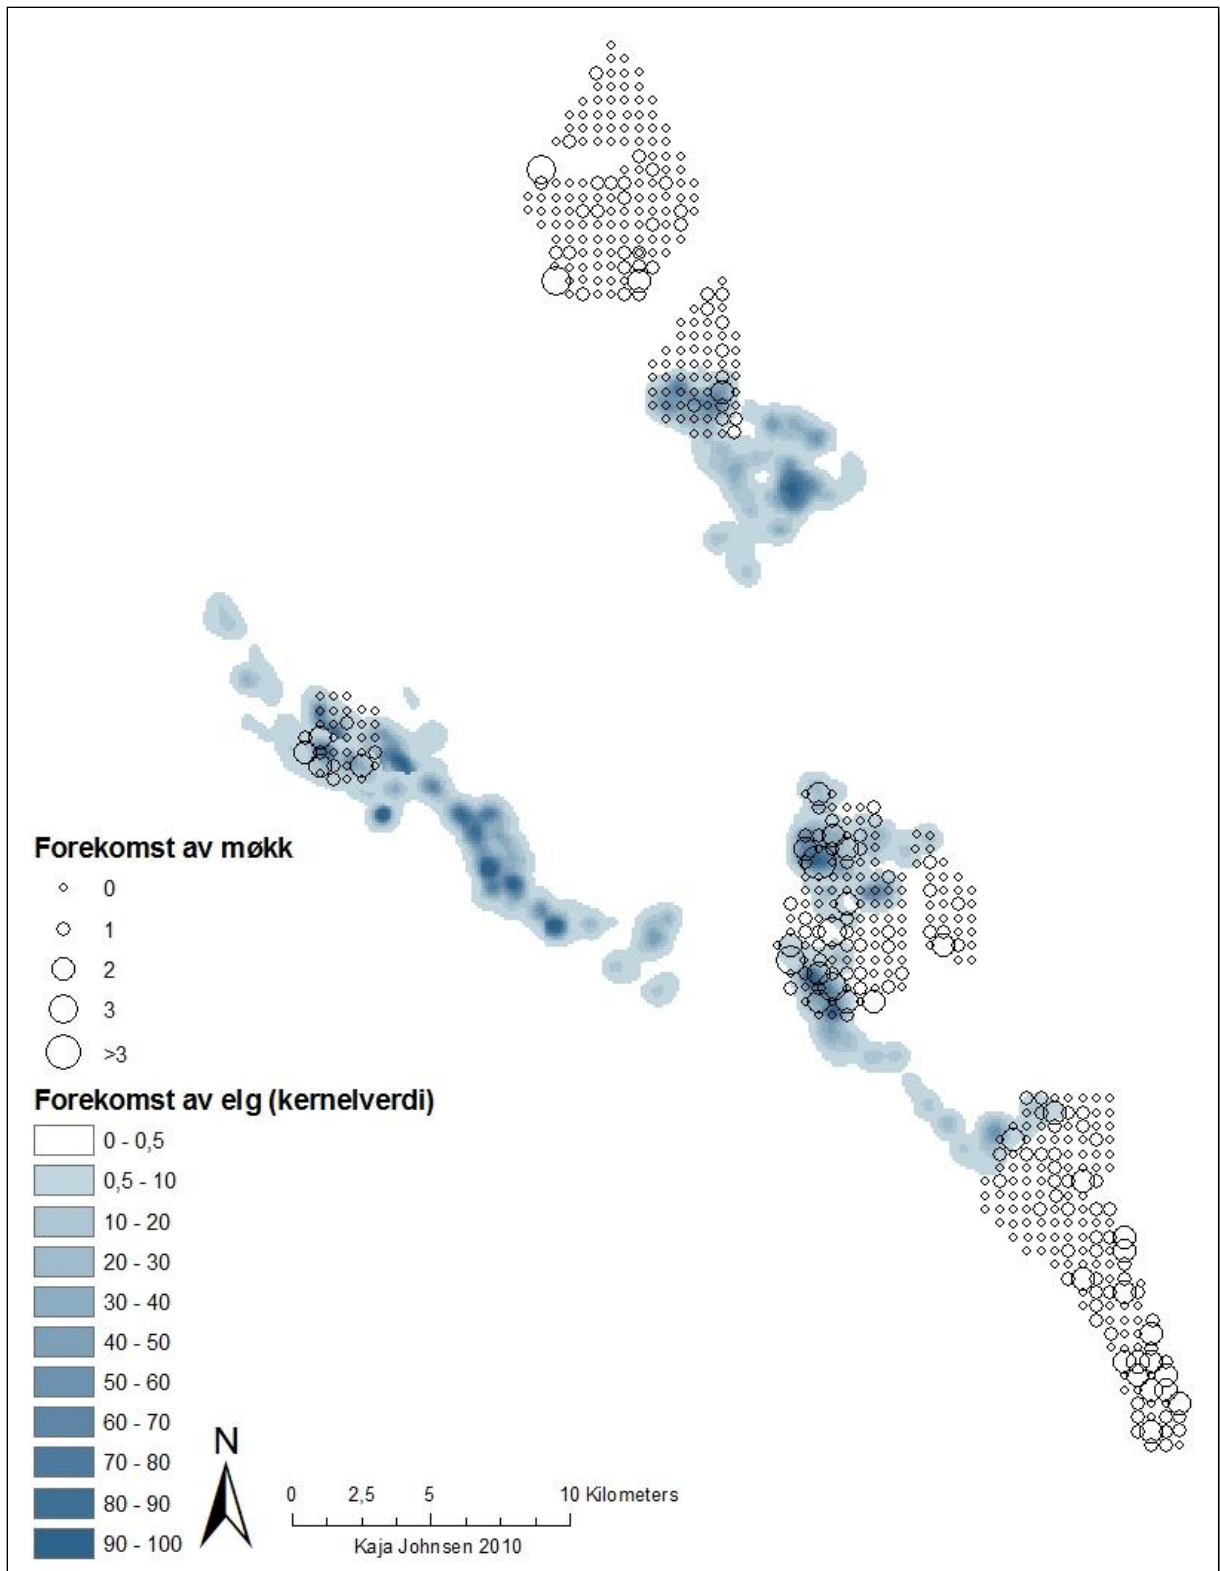 Forekomst av møkk
0
1
2
3
>3
Forekomst av elg (kernelverdi)
0 - 0,5
0,5 - 10
10 - 20
20 - 30
30 - 40
40 - 50
50 - 60
60 - 70
70 - 80
80 - 90
90 - 100
N
0 2,5 5 10 Kilometers
Kaja Johnsen 2010